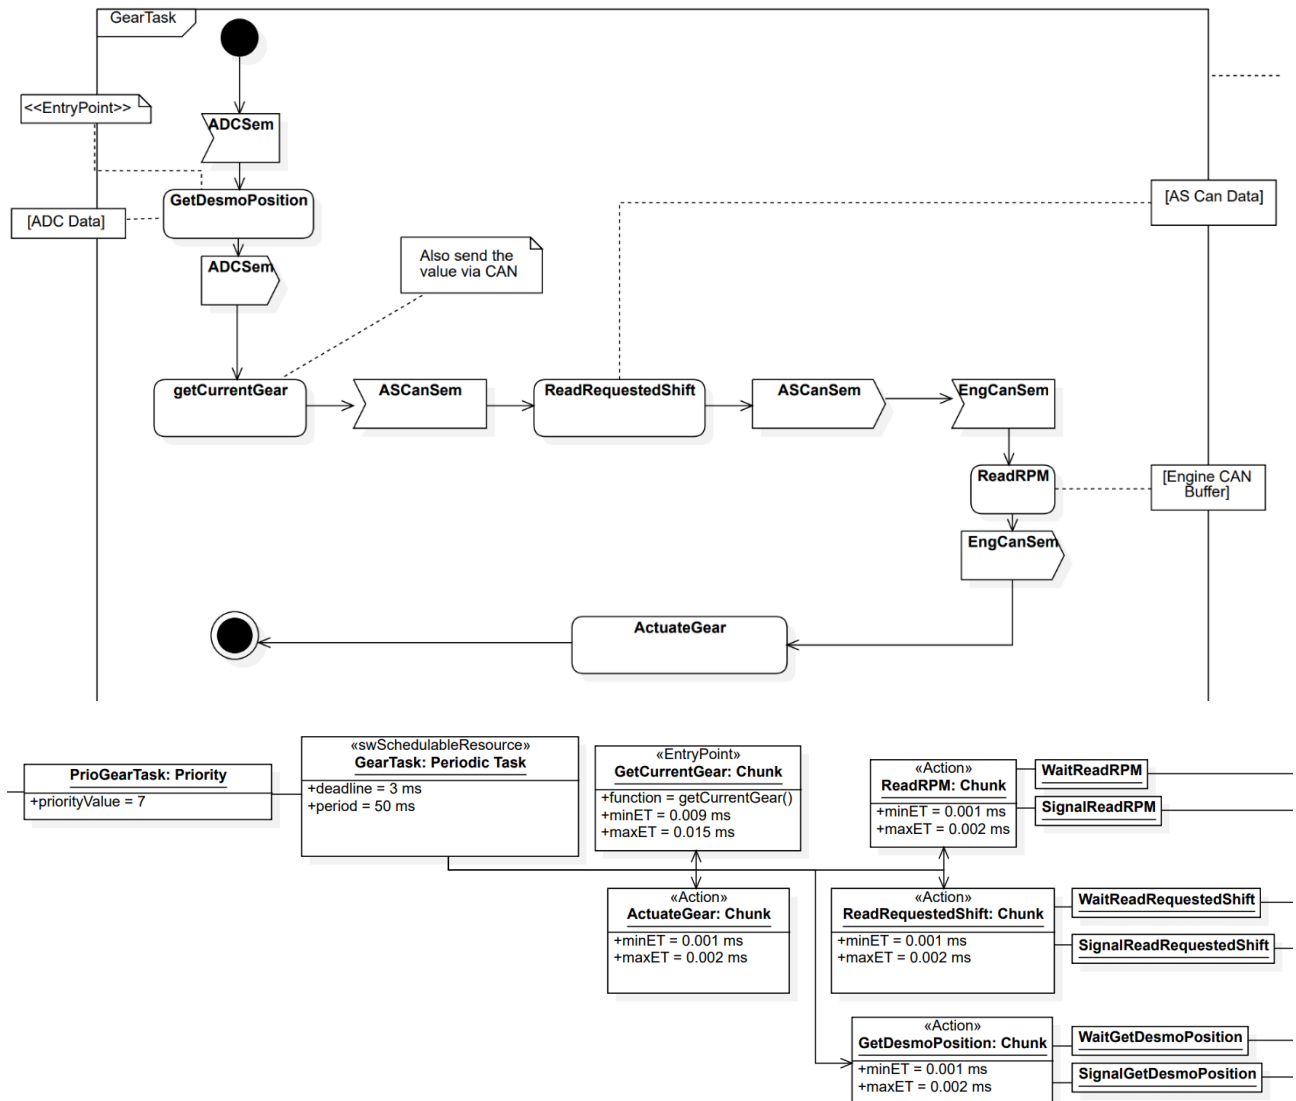 GearTask
<<EntryPoint>>
ADCSem
GetDesmoPosition
[ADC Data]
[AS Can Data]
ADCSem
Also send the
value via CAN
getCurrentGear
ASCanSem
ReadRequestedShift
ASCanSem
EngCanSem
ReadRPM
[Engine CAN
Buffer]
EngCanSem
ActuateGear
PrioGearTask: Priority
+priorityValue = 7
«swSchedulableResource»
GearTask: Periodic Task
+deadline = 3 ms
+period = 50 ms
«EntryPoint»
GetCurrentGear: Chunk
+function = getCurrentGear()
+minET = 0.009 ms
+maxET = 0.015 ms
«Action»
ReadRPM: Chunk
+minET = 0.001 ms
+maxET = 0.002 ms
WaitReadRPM
SignalReadRPM
«Action»
ActuateGear: Chunk
+minET = 0.001 ms
+maxET = 0.002 ms
«Action»
ReadRequestedShift: Chunk
+minET = 0.001 ms
+maxET = 0.002 ms
WaitReadRequestedShift
SignalReadRequestedShift
«Action»
GetDesmoPosition: Chunk
+minET = 0.001 ms
+maxET = 0.002 ms
WaitGetDesmoPosition
SignalGetDesmoPosition